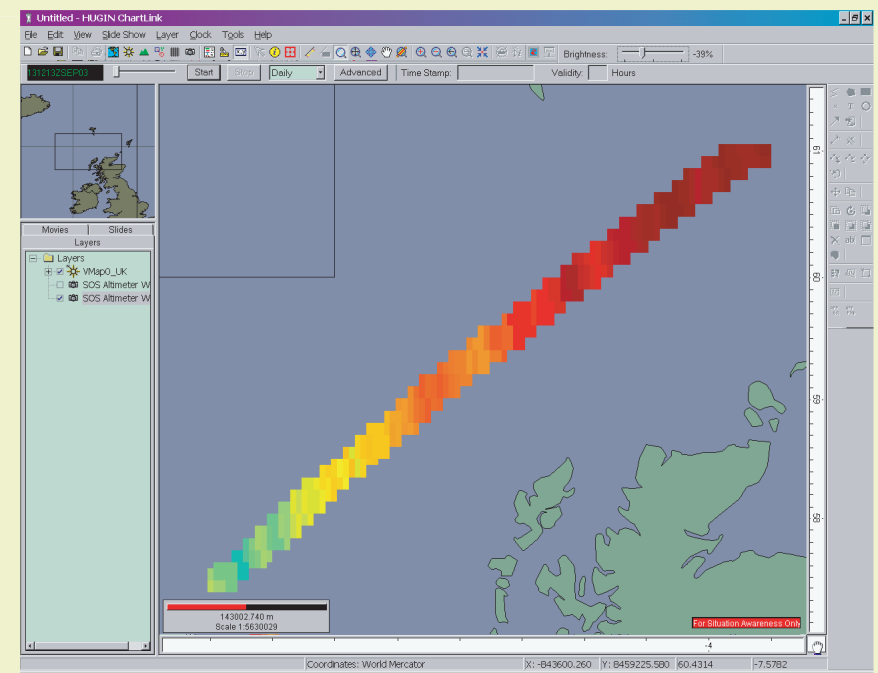 Untitled - HUGIN ChartLink
File Edit View Slide Show Layer Clock Tools Help
Brightness: -39%
131213ZSEP03 Start Stop Daily Advanced Time Stamp: Validity: Hours
Movies Slides
Layers
Layers
VMap0_UK
SOS Altimeter W
SOS Altimeter W
61
60
59
58
143002.740 m
Scale 1:5630029
For Situation Awareness Only
-4
Coordinates: World Mercator X: -843600.260 Y: 8459225.580 60.4314 -7.5782